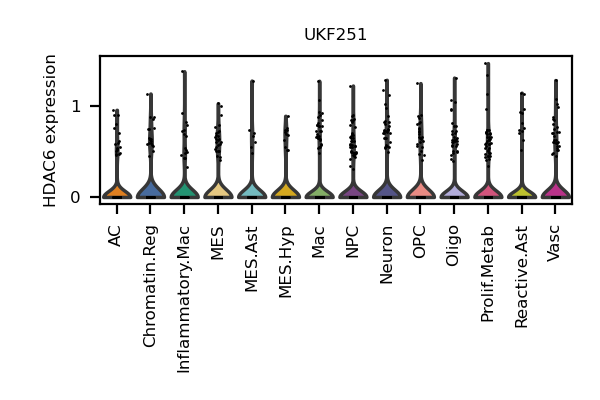 UKF251
HDAC6 expression
1
0
AC
Chromatin.Reg
Inflammatory.Mac
MES
MES.Ast
MES.Hyp
Mac
NPC
Neuron
OPC
Oligo
Prolif.Metab
Reactive.Ast
Vasc